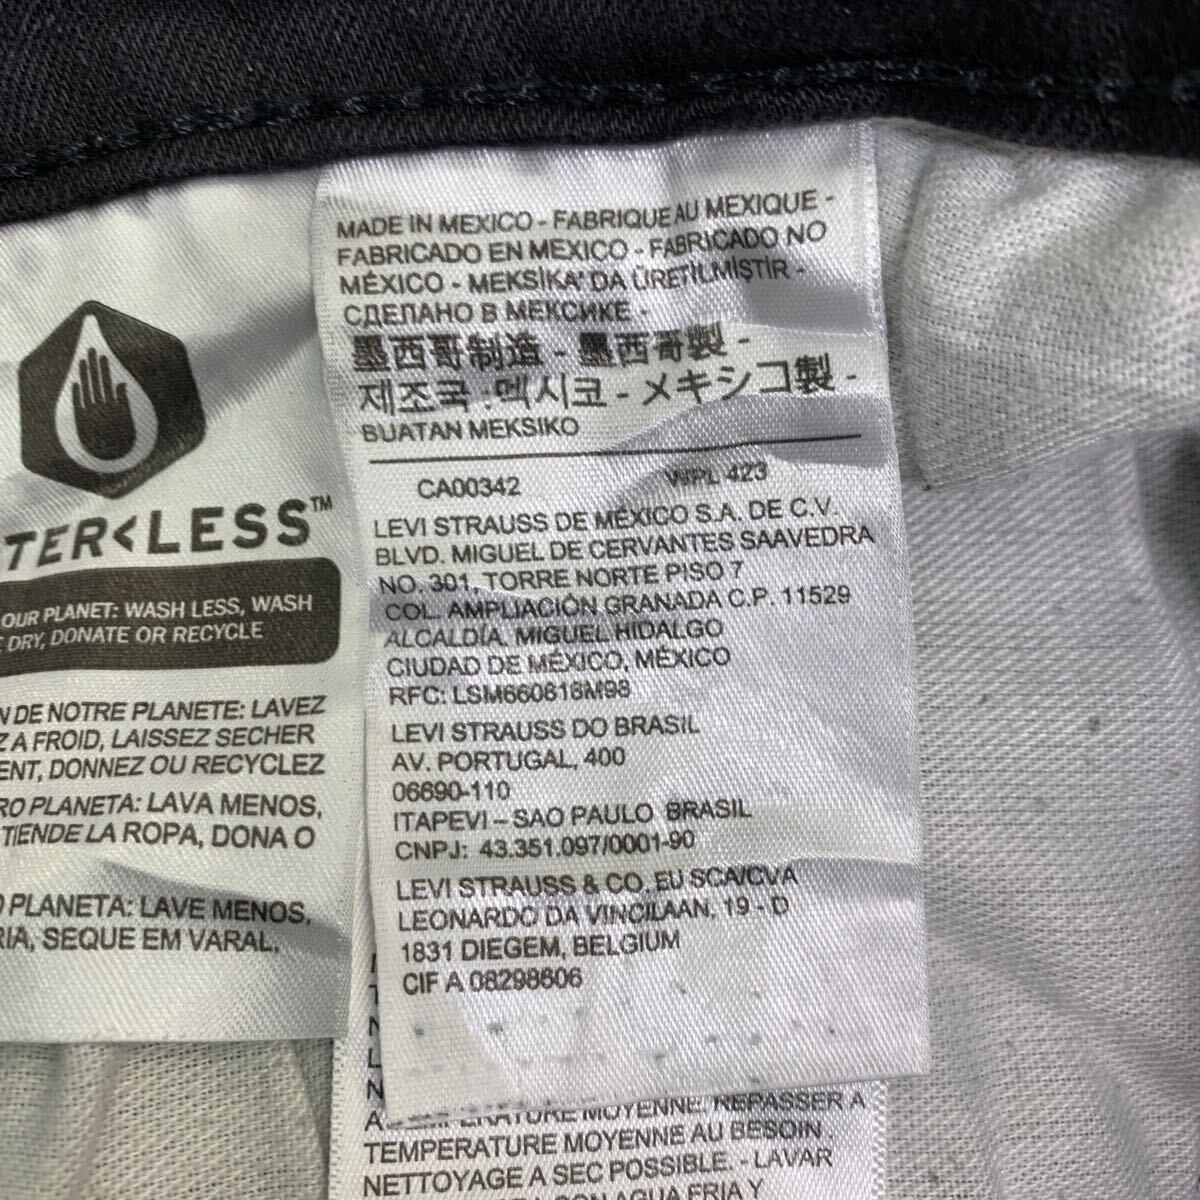 TER<LESS™
OUR PLANET: WASH LESS, WASH
DRY, DONATE OR RECYCLE
N DE NOTRE PLANETE: LAVEZ
Z A FROID, LAISSEZ SECHER
ENT, DONNEZ OU RECYCLEZ
RO PLANETA: LAVA MENOS,
TIENDE LA ROPA, DONA O
O PLANETA: LAVE MENOS,
RIA, SEQUE EM VARAL,
MADE IN MEXICO - FABRIQUE AU MEXIQUE -
FABRICADO EN MEXICO - FABRICADO NO
MÉXICO - MEKSİKA' DA ÜRETİLMİŞTİR -
СДЕЛАНО В МЕКСИКЕ -
墨西哥制造 - 墨西哥製 -
제조국 : 멕시코 - メキシコ製 -
BUATAN MEKSIKO
CA00342 WPL 423
LEVI STRAUSS DE MÉXICO S.A. DE C.V.
BLVD. MIGUEL DE CERVANTES SAAVEDRA
NO. 301, TORRE NORTE PISO 7
COL. AMPLIACIÓN GRANADA C.P. 11529
ALCALDÍA. MIGUEL HIDALGO
CIUDAD DE MÉXICO, MÉXICO
RFC: LSM660618M98
LEVI STRAUSS DO BRASIL
AV. PORTUGAL, 400
06690-110
ITAPEVI – SAO PAULO BRASIL
CNPJ: 43.351.097/0001-90
LEVI STRAUSS & CO. EU SCA/CVA
LEONARDO DA VINCILAAN, 19 - D
1831 DIEGEM, BELGIUM
CIF A 08298606
MOYENNE. REPASSER A
TEMPERATURE MOYENNE AU BESOIN.
NETTOYAGE A SEC POSSIBLE. - LAVAR
CON AGUA FRIA Y